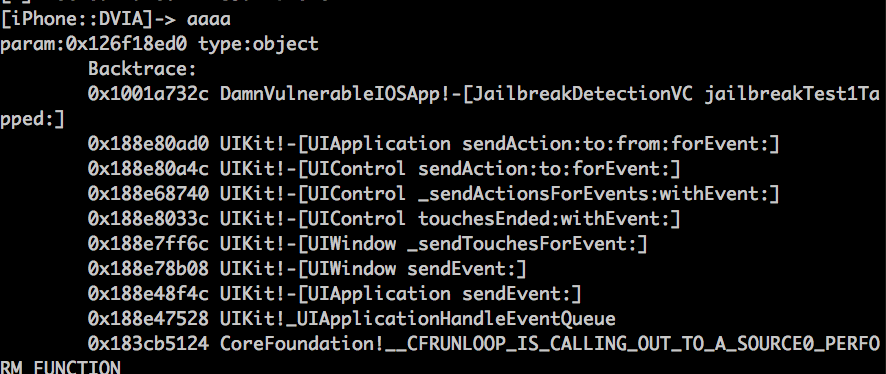 [iPhone::DVIA]-> aaaa
param:0x126f18ed0 type:object
Backtrace:
0x1001a732c DamnVulnerableIOSApp!-[JailbreakDetectionVC jailbreakTest1Ta
pped:]
0x188e80ad0 UIKit!-[UIApplication sendAction:to:from:forEvent:]
0x188e80a4c UIKit!-[UIControl sendAction:to:forEvent:]
0x188e68740 UIKit!-[UIControl _sendActionsForEvents:withEvent:]
0x188e8033c UIKit!-[UIControl touchesEnded:withEvent:]
0x188e7ff6c UIKit!-[UIWindow _sendTouchesForEvent:]
0x188e78b08 UIKit!-[UIWindow sendEvent:]
0x188e48f4c UIKit!-[UIApplication sendEvent:]
0x188e47528 UIKit!_UIApplicationHandleEventQueue
0x183cb5124 CoreFoundation!__CFRUNLOOP_IS_CALLING_OUT_TO_A_SOURCE0_PERFO
RM_FUNCTION